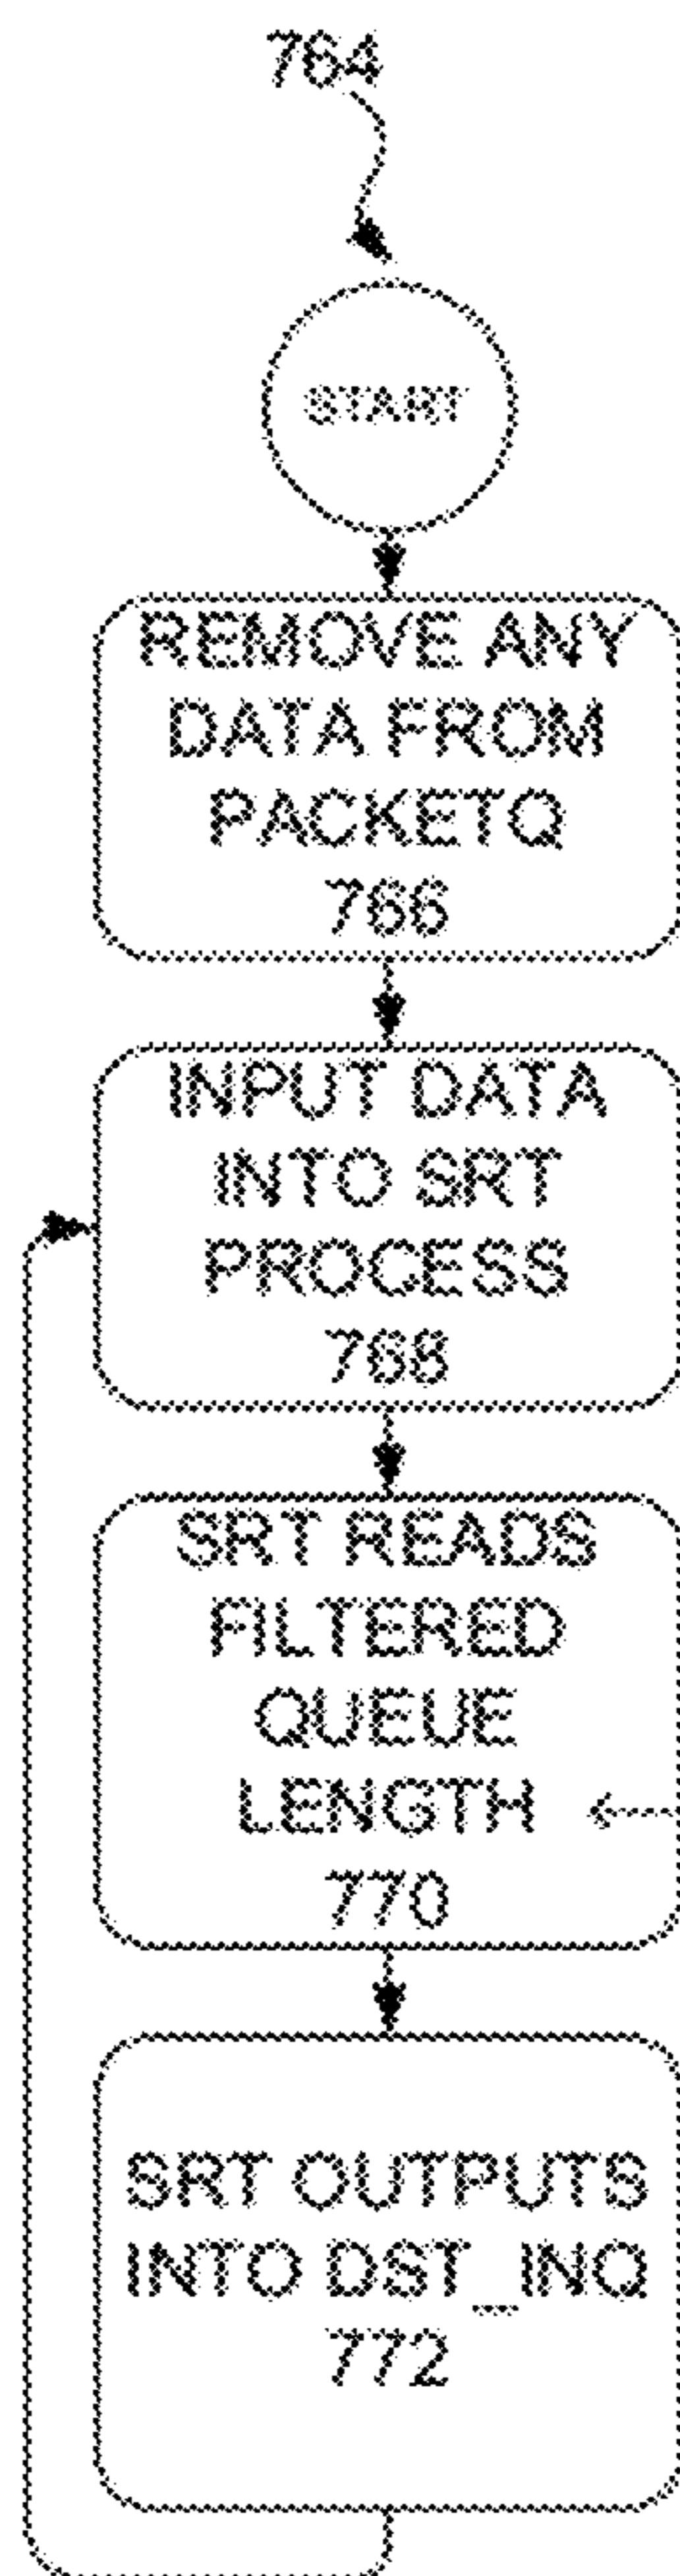 764
START
REMOVE ANY
DATA FROM
PACKETQ
766
INPUT DATA
INTO SRT
PROCESS
768
SRT READS
FILTERED
QUEUE
LENGTH
770
SRT OUTPUTS
INTO DST_INQ
772